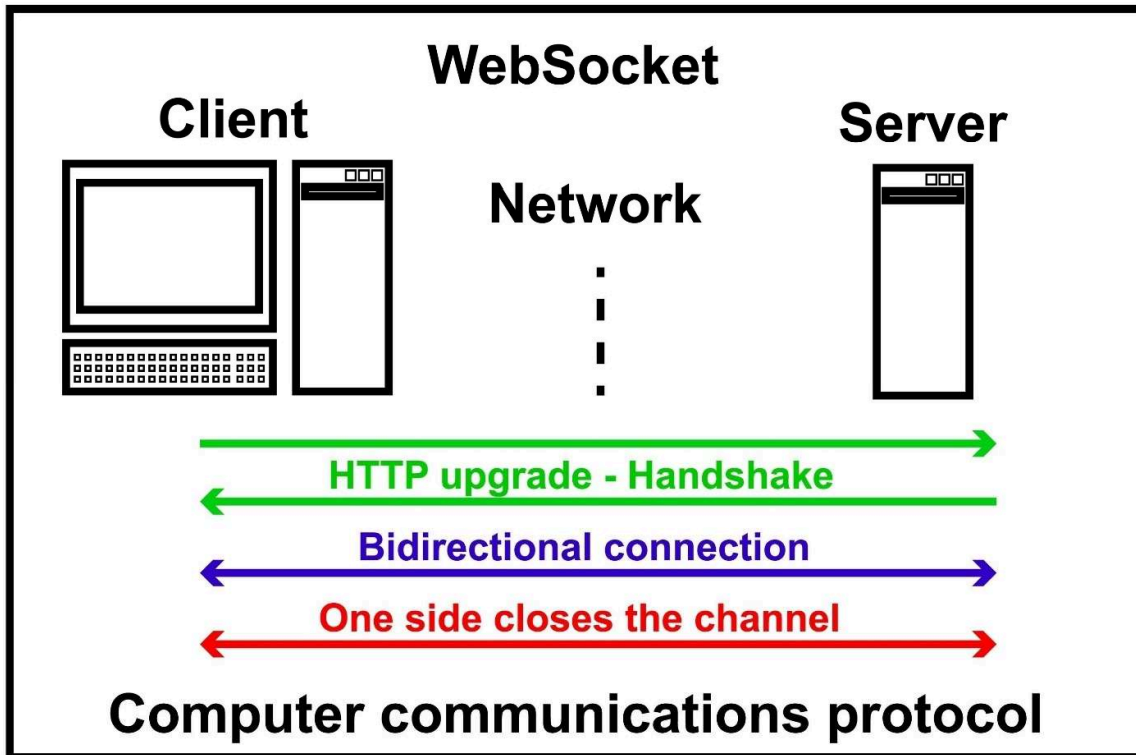 WebSocket
Client
Server
Network
HTTP upgrade - Handshake
Bidirectional connection
One side closes the channel
Computer communications protocol